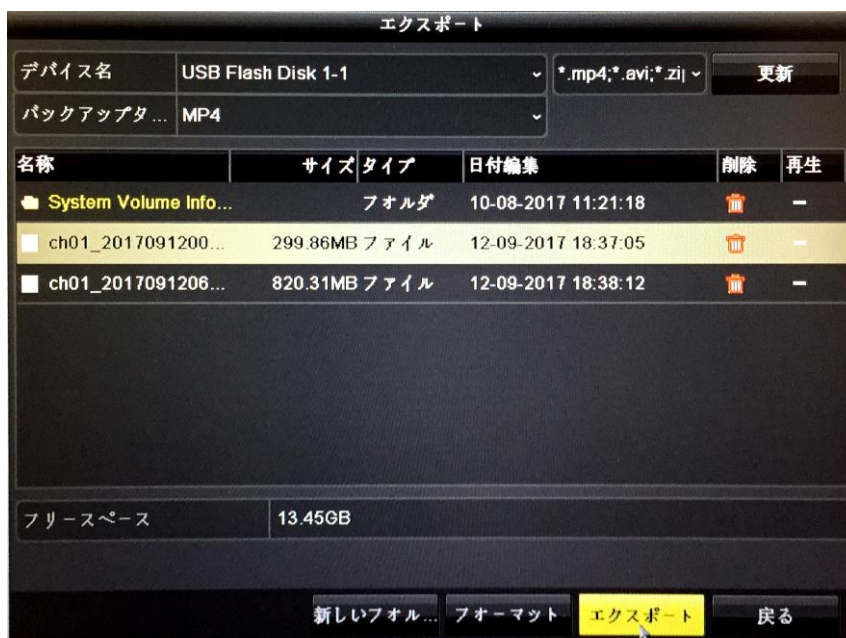 エクスポート
デバイス名 USB Flash Disk 1-1 *.mp4;*.avi;*.zi 更新
バックアップタ... MP4
名称 サイズ タイプ 日付編集 削除 再生
System Volume Info... フォルダ 10-08-2017 11:21:18
ch01_2017091200... 299.86MB ファイル 12-09-2017 18:37:05
ch01_2017091206... 820.31MB ファイル 12-09-2017 18:38:12
フリースペース 13.45GB
新しいフォル... フォーマット エクスポート 戻る